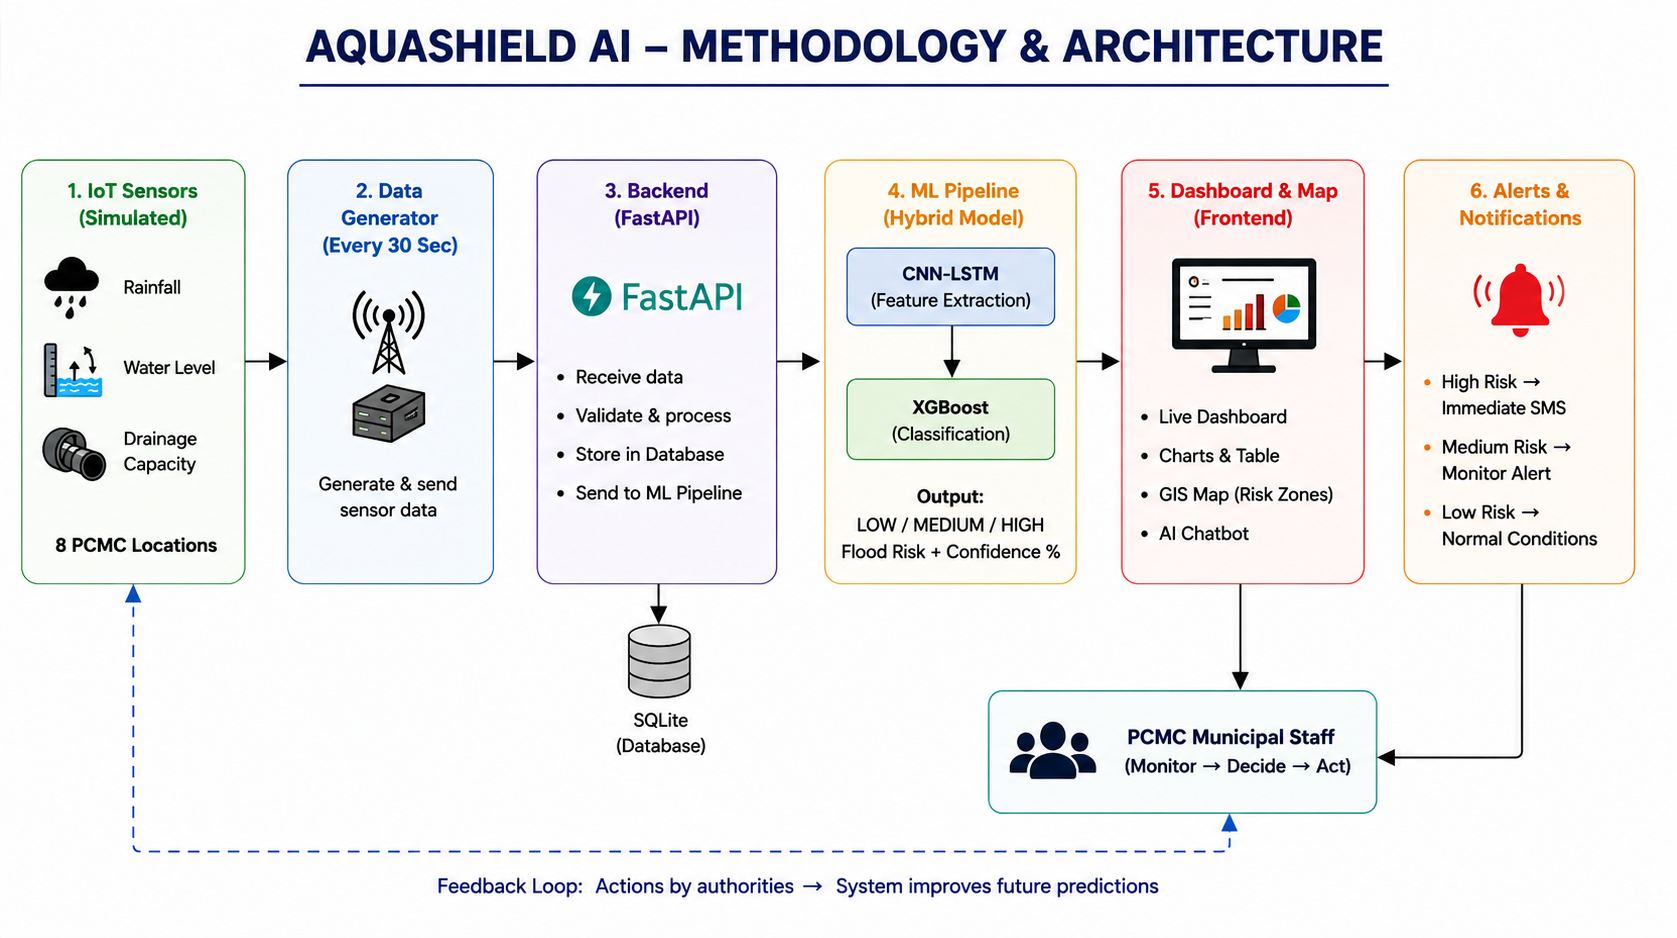 AQUASHIELD AI – METHODOLOGY & ARCHITECTURE
1. IoT Sensors
(Simulated)
Rainfall
Water Level
Drainage
Capacity
8 PCMC Locations
2. Data
Generator
(Every 30 Sec)
Generate & send
sensor data
3. Backend
(FastAPI)
FastAPI
• Receive data
• Validate & process
• Store in Database
• Send to ML Pipeline
SQLite
(Database)
4. ML Pipeline
(Hybrid Model)
CNN-LSTM
(Feature Extraction)
XGBoost
(Classification)
Output:
LOW / MEDIUM / HIGH
Flood Risk + Confidence %
5. Dashboard & Map
(Frontend)
• Live Dashboard
• Charts & Table
• GIS Map (Risk Zones)
• AI Chatbot
6. Alerts &
Notifications
• High Risk →
Immediate SMS
• Medium Risk →
Monitor Alert
• Low Risk →
Normal Conditions
PCMC Municipal Staff
(Monitor → Decide → Act)
Feedback Loop: Actions by authorities → System improves future predictions